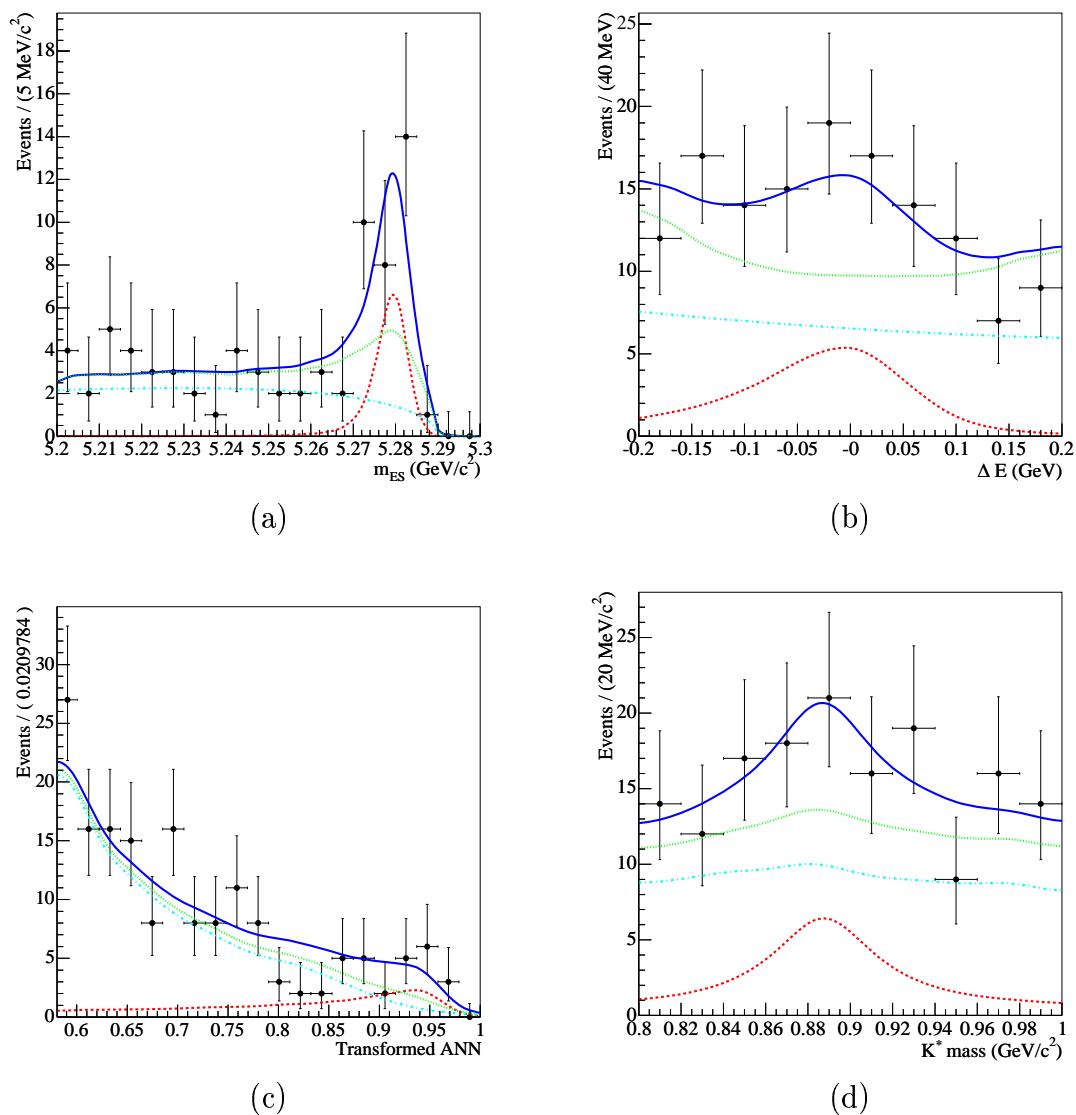 Events / (5 MeV/c²)
18
16
14
12
10
8
6
4
2
0
5.2 5.21 5.22 5.23 5.24 5.25 5.26 5.27 5.28 5.29 5.3
m_ES (GeV/c²)
(a)
Events / (40 MeV)
25
20
15
10
5
0
-0.2 -0.15 -0.1 -0.05 -0 0.05 0.1 0.15 0.2
Δ E (GeV)
(b)
Events / ( 0.0209784 )
30
25
20
15
10
5
0
0.6 0.65 0.7 0.75 0.8 0.85 0.9 0.95 1
Transformed ANN
(c)
Events / (20 MeV/c²)
25
20
15
10
5
0
0.8 0.82 0.84 0.86 0.88 0.9 0.92 0.94 0.96 0.98 1
K* mass (GeV/c²)
(d)